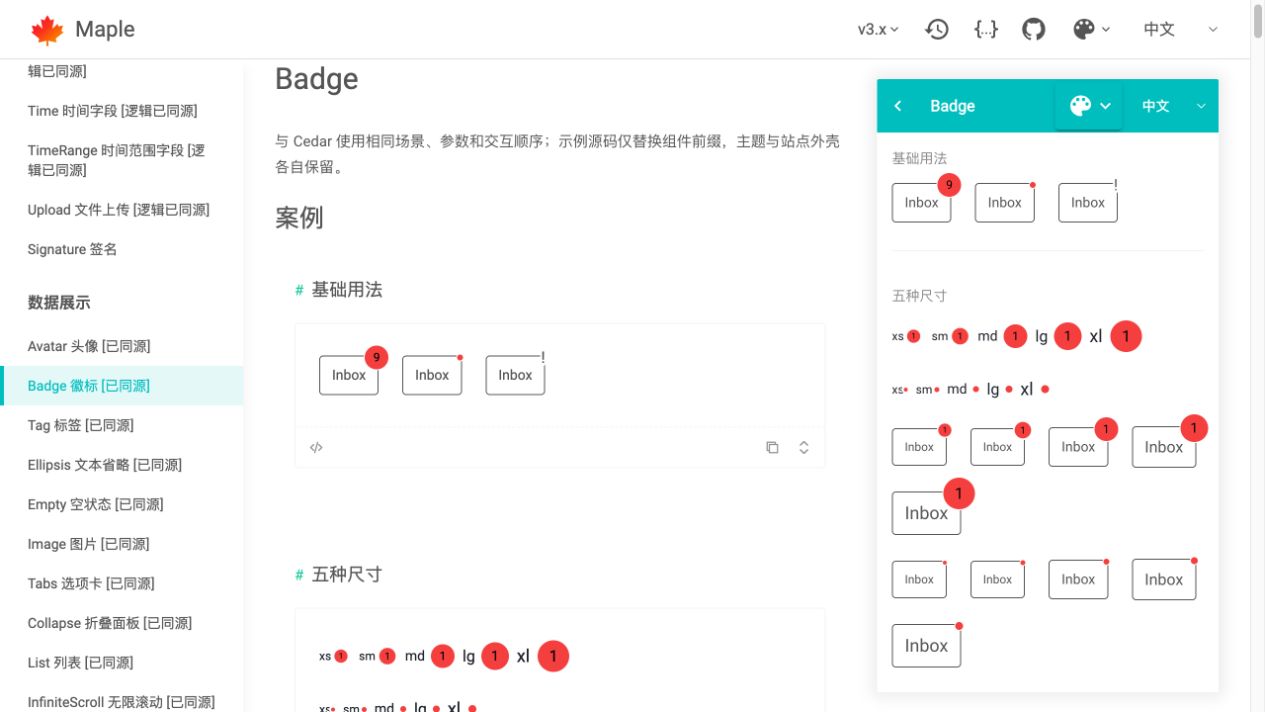 Maple
v3.x
{...}
中文
辑已同源]
Time 时间字段 [逻辑已同源]
TimeRange 时间范围字段 [逻
辑已同源]
Upload 文件上传 [逻辑已同源]
Signature 签名
数据展示
Avatar 头像 [已同源]
Badge 徽标 [已同源]
Tag 标签 [已同源]
Ellipsis 文本省略 [已同源]
Empty 空状态 [已同源]
Image 图片 [已同源]
Tabs 选项卡 [已同源]
Collapse 折叠面板 [已同源]
List 列表 [已同源]
InfiniteScroll 无限滚动 [已同源]
Badge
与 Cedar 使用相同场景、参数和交互顺序；示例源码仅替换组件前缀，主题与站点外壳
各自保留。
案例
# 基础用法
Inbox 9 Inbox Inbox !
# 五种尺寸
xs 1 sm 1 md 1 lg 1 xl 1
xs sm md lg xl
Badge 中文
基础用法
Inbox 9 Inbox Inbox !
五种尺寸
xs 1 sm 1 md 1 lg 1 xl 1
xs sm md lg xl
Inbox 1 Inbox 1 Inbox 1 Inbox 1
Inbox 1
Inbox Inbox Inbox Inbox
Inbox